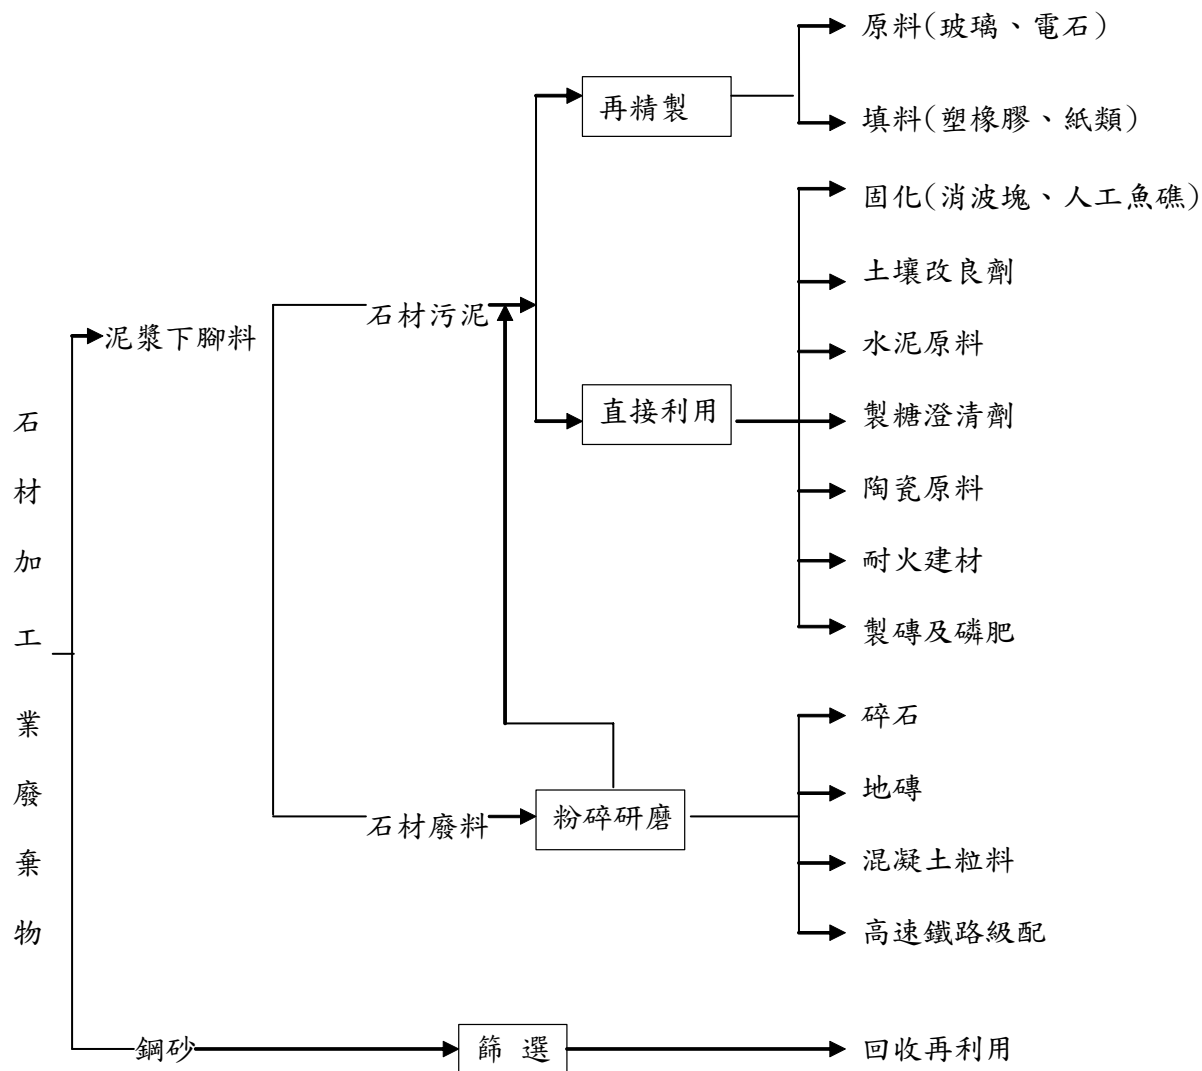 石材加工業廢棄物
泥漿下腳料
石材污泥
再精製
原料(玻璃、電石)
填料(塑橡膠、紙類)
直接利用
固化(消波塊、人工魚礁)
土壤改良劑
水泥原料
製糖澄清劑
陶瓷原料
耐火建材
製磚及磷肥
石材廢料
粉碎研磨
碎石
地磚
混凝土粒料
高速鐵路級配
鋼砂
篩選
回收再利用